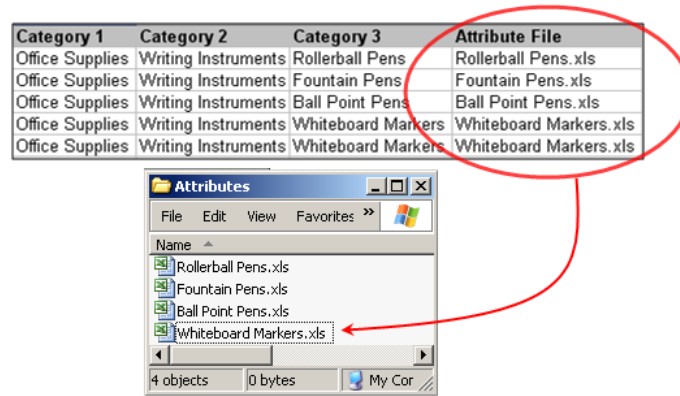 Category 1 Category 2 Category 3 Attribute File
Office Supplies Writing Instruments Rollerball Pens Rollerball Pens.xls
Office Supplies Writing Instruments Fountain Pens Fountain Pens.xls
Office Supplies Writing Instruments Ball Point Pens Ball Point Pens.xls
Office Supplies Writing Instruments Whiteboard Markers Whiteboard Markers.xls
Office Supplies Writing Instruments Whiteboard Markers Whiteboard Markers.xls
Attributes
File Edit View Favorites »
Name
Rollerball Pens.xls
Fountain Pens.xls
Ball Point Pens.xls
Whiteboard Markers.xls
4 objects 0 bytes My Cor